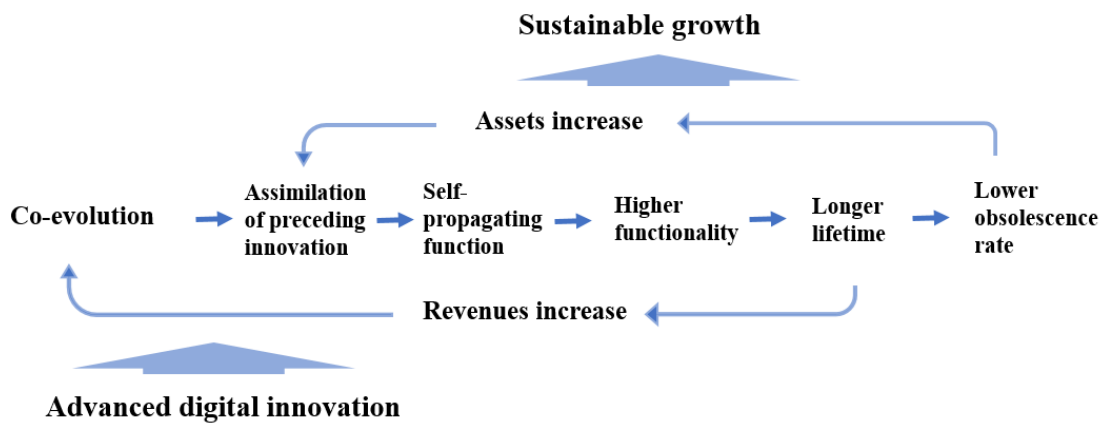 Sustainable growth
Assets increase
Co-evolution
Assimilation
of preceding
innovation
Self-
propagating
function
Higher
functionality
Longer
lifetime
Lower
obsolescence
rate
Revenues increase
Advanced digital innovation